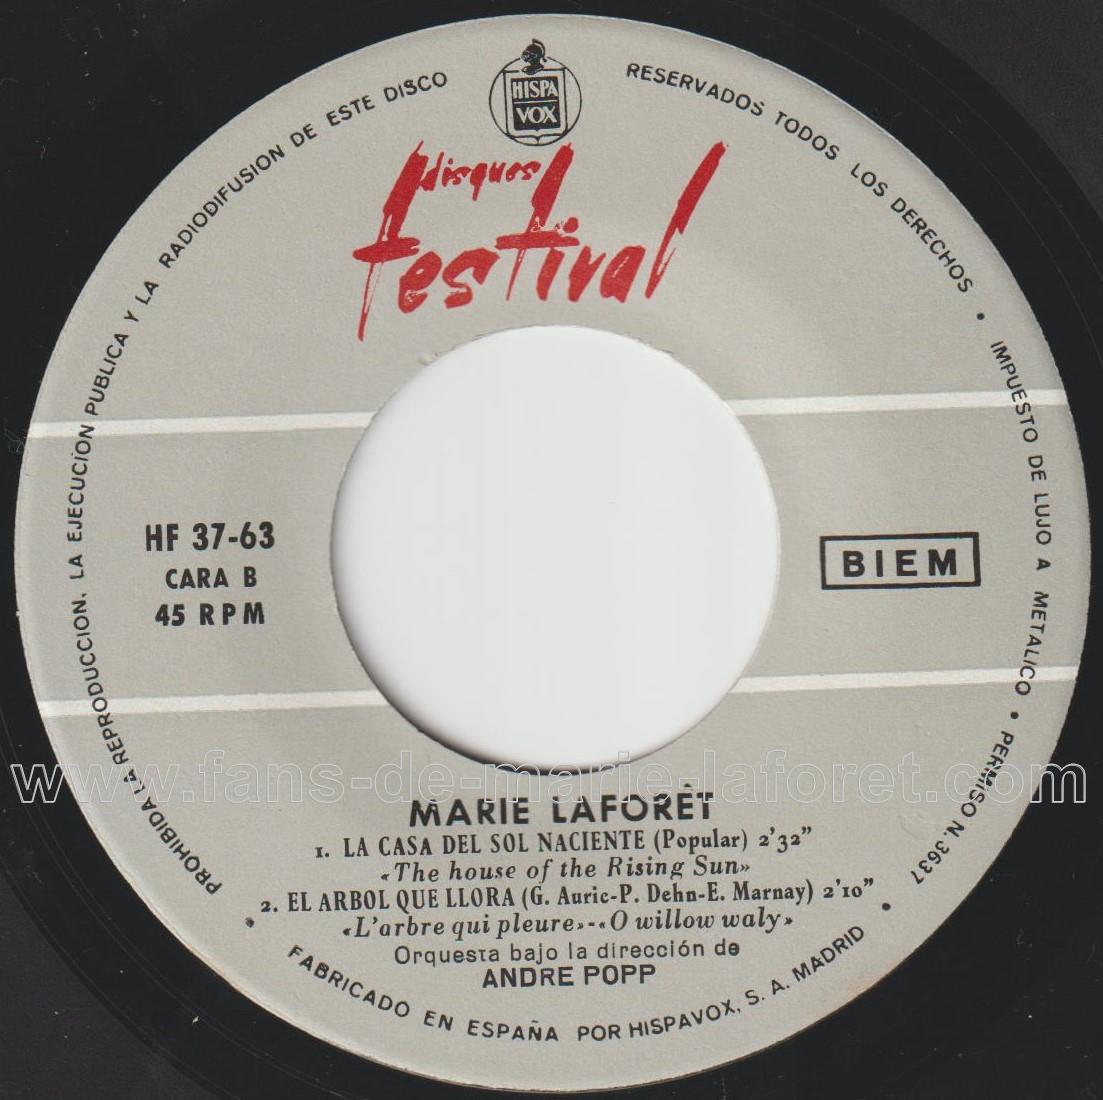 HISPA
VOX
disques
festival
PROHIBIDA LA REPRODUCCION, LA EJECUCION PUBLICA Y LA RADIODIFUSION DE ESTE DISCO
RESERVADOS TODOS LOS DERECHOS • IMPUESTO DE LUJO A METALICO • PERMISO N. 3637 •
HF 37-63
CARA B
45 RPM
BIEM
www.fans-de-marie-laforet.com
MARIE LAFORÊT
1. LA CASA DEL SOL NACIENTE (Popular) 2'32"
«The house of the Rising Sun»
2. EL ARBOL QUE LLORA (G. Auric-P. Dehn-E. Marnay) 2'10"
«L'arbre qui pleure»-«O willow waly»
Orquesta bajo la dirección de
ANDRE POPP
• FABRICADO EN ESPAÑA POR HISPAVOX, S. A. MADRID